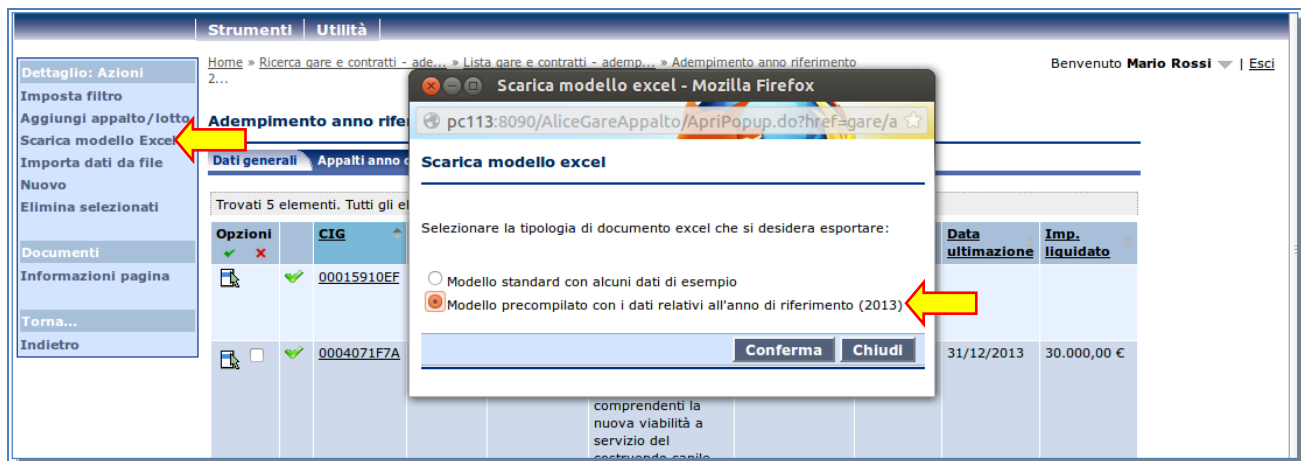 Strumenti Utilità
Home » Ricerca gare e contratti - ade... » Lista gare e contratti - ademp... » Adempimento anno riferimento
2...
Benvenuto Mario Rossi | Esci
Dettaglio: Azioni
Imposta filtro
Aggiungi appalto/lotto
Scarica modello Excel
Importa dati da file
Nuovo
Elimina selezionati
Documenti
Informazioni pagina
Torna...
Indietro
Adempimento anno rife
Dati generali Appalti anno
Trovati 5 elementi. Tutti gli el
Opzioni CIG
Data
ultimazione
Imp.
liquidato
00015910EF
0004071F7A
31/12/2013 30.000,00 €
comprendenti la
nuova viabilità a
servizio del
costruendo canile
Scarica modello excel - Mozilla Firefox
pc113:8090/AliceGareAppalto/ApriPopup.do?href=gare/a
Scarica modello excel
Selezionare la tipologia di documento excel che si desidera esportare:
Modello standard con alcuni dati di esempio
Modello precompilato con i dati relativi all'anno di riferimento (2013)
Conferma Chiudi